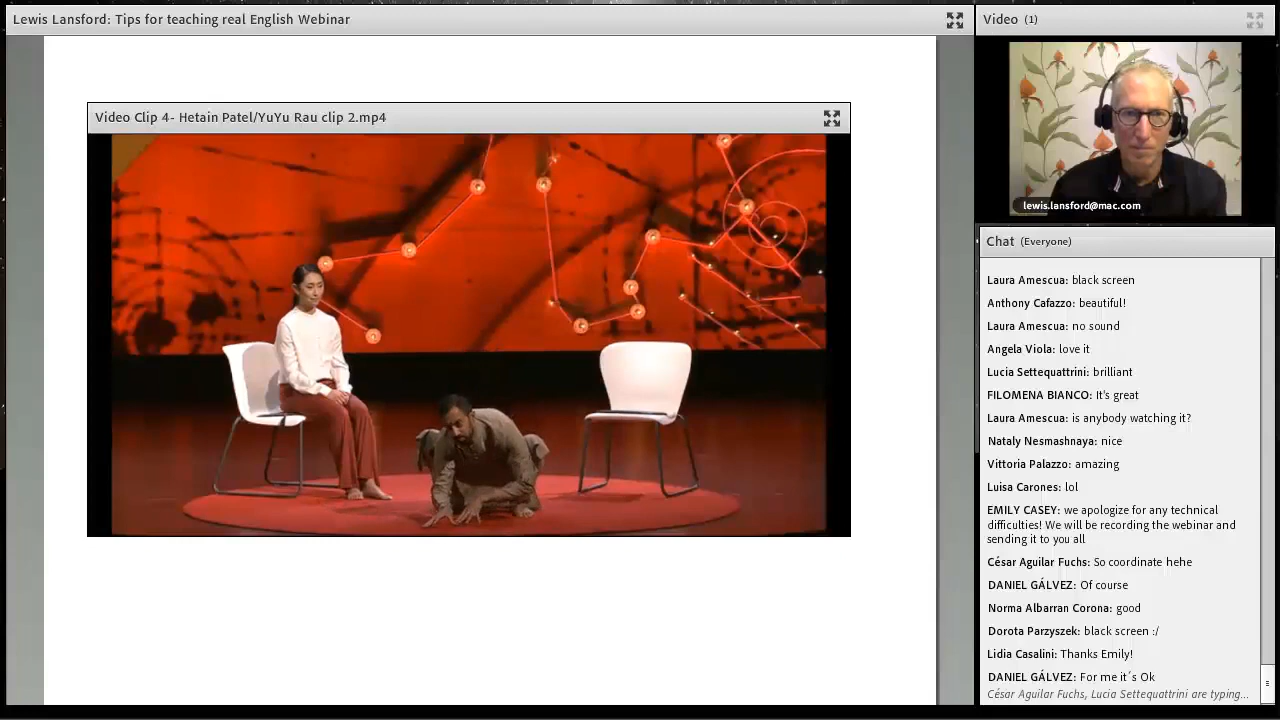 Lewis Lansford: Tips for teaching real English Webinar
Video Clip 4- Hetain Patel/YuYu Rau clip 2.mp4
Video (1)
lewis.lansford@mac.com
Chat (Everyone)
Laura Amescua: black screen
Anthony Cafazzo: beautiful!
Laura Amescua: no sound
Angela Viola: love it
Lucia Settequattrini: brilliant
FILOMENA BIANCO: It's great
Laura Amescua: is anybody watching it?
Nataly Nesmashnaya: nice
Vittoria Palazzo: amazing
Luisa Carones: lol
EMILY CASEY: we apologize for any technical
difficulties! We will be recording the webinar and
sending it to you all
César Aguilar Fuchs: So coordinate hehe
DANIEL GÁLVEZ: Of course
Norma Albarran Corona: good
Dorota Parzyszek: black screen :/
Lidia Casalini: Thanks Emily!
DANIEL GÁLVEZ: For me it´s Ok
César Aguilar Fuchs, Lucia Settequattrini are typing...